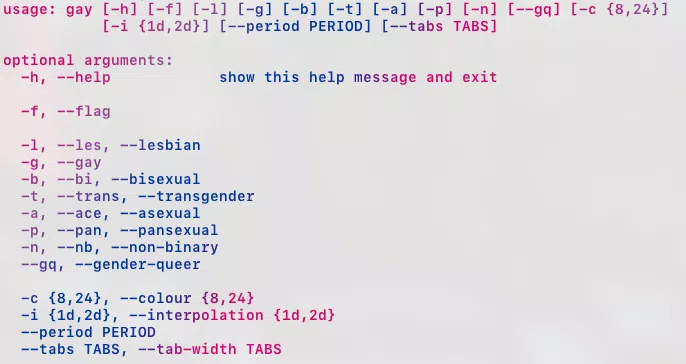 usage: gay [-h] [-f] [-l] [-g] [-b] [-t] [-a] [-p] [-n] [--gq] [-c {8,24}]
[-i {1d,2d}] [--period PERIOD] [--tabs TABS]
optional arguments:
-h, --help show this help message and exit
-f, --flag
-l, --les, --lesbian
-g, --gay
-b, --bi, --bisexual
-t, --trans, --transgender
-a, --ace, --asexual
-p, --pan, --pansexual
-n, --nb, --non-binary
--gq, --gender-queer
-c {8,24}, --colour {8,24}
-i {1d,2d}, --interpolation {1d,2d}
--period PERIOD
--tabs TABS, --tab-width TABS